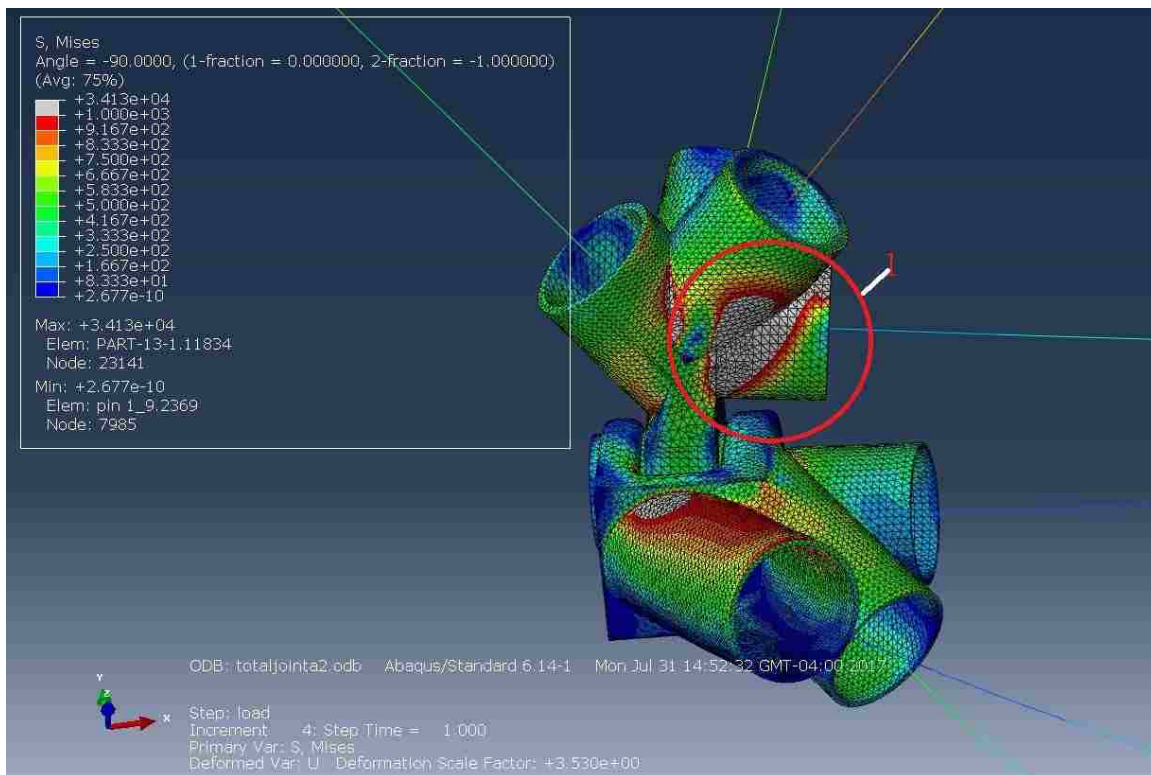 S, Mises
Angle = -90.0000, (1-fraction = 0.000000, 2-fraction = -1.000000)
(Avg: 75%)
+3.413e+04
+1.000e+03
+9.167e+02
+8.333e+02
+7.500e+02
+6.667e+02
+5.833e+02
+5.000e+02
+4.167e+02
+3.333e+02
+2.500e+02
+1.667e+02
+8.333e+01
+2.677e-10
Max: +3.413e+04
Elem: PART-13-1.11834
Node: 23141
Min: +2.677e-10
Elem: pin 1_9.2369
Node: 7985
1
ODB: totaljointa2.odb Abaqus/Standard 6.14-1 Mon Jul 31 14:52:32 GMT-04:00 2017
Y
Z
X
Step: load
Increment 4: Step Time = 1.000
Primary Var: S, Mises
Deformed Var: U Deformation Scale Factor: +3.530e+00